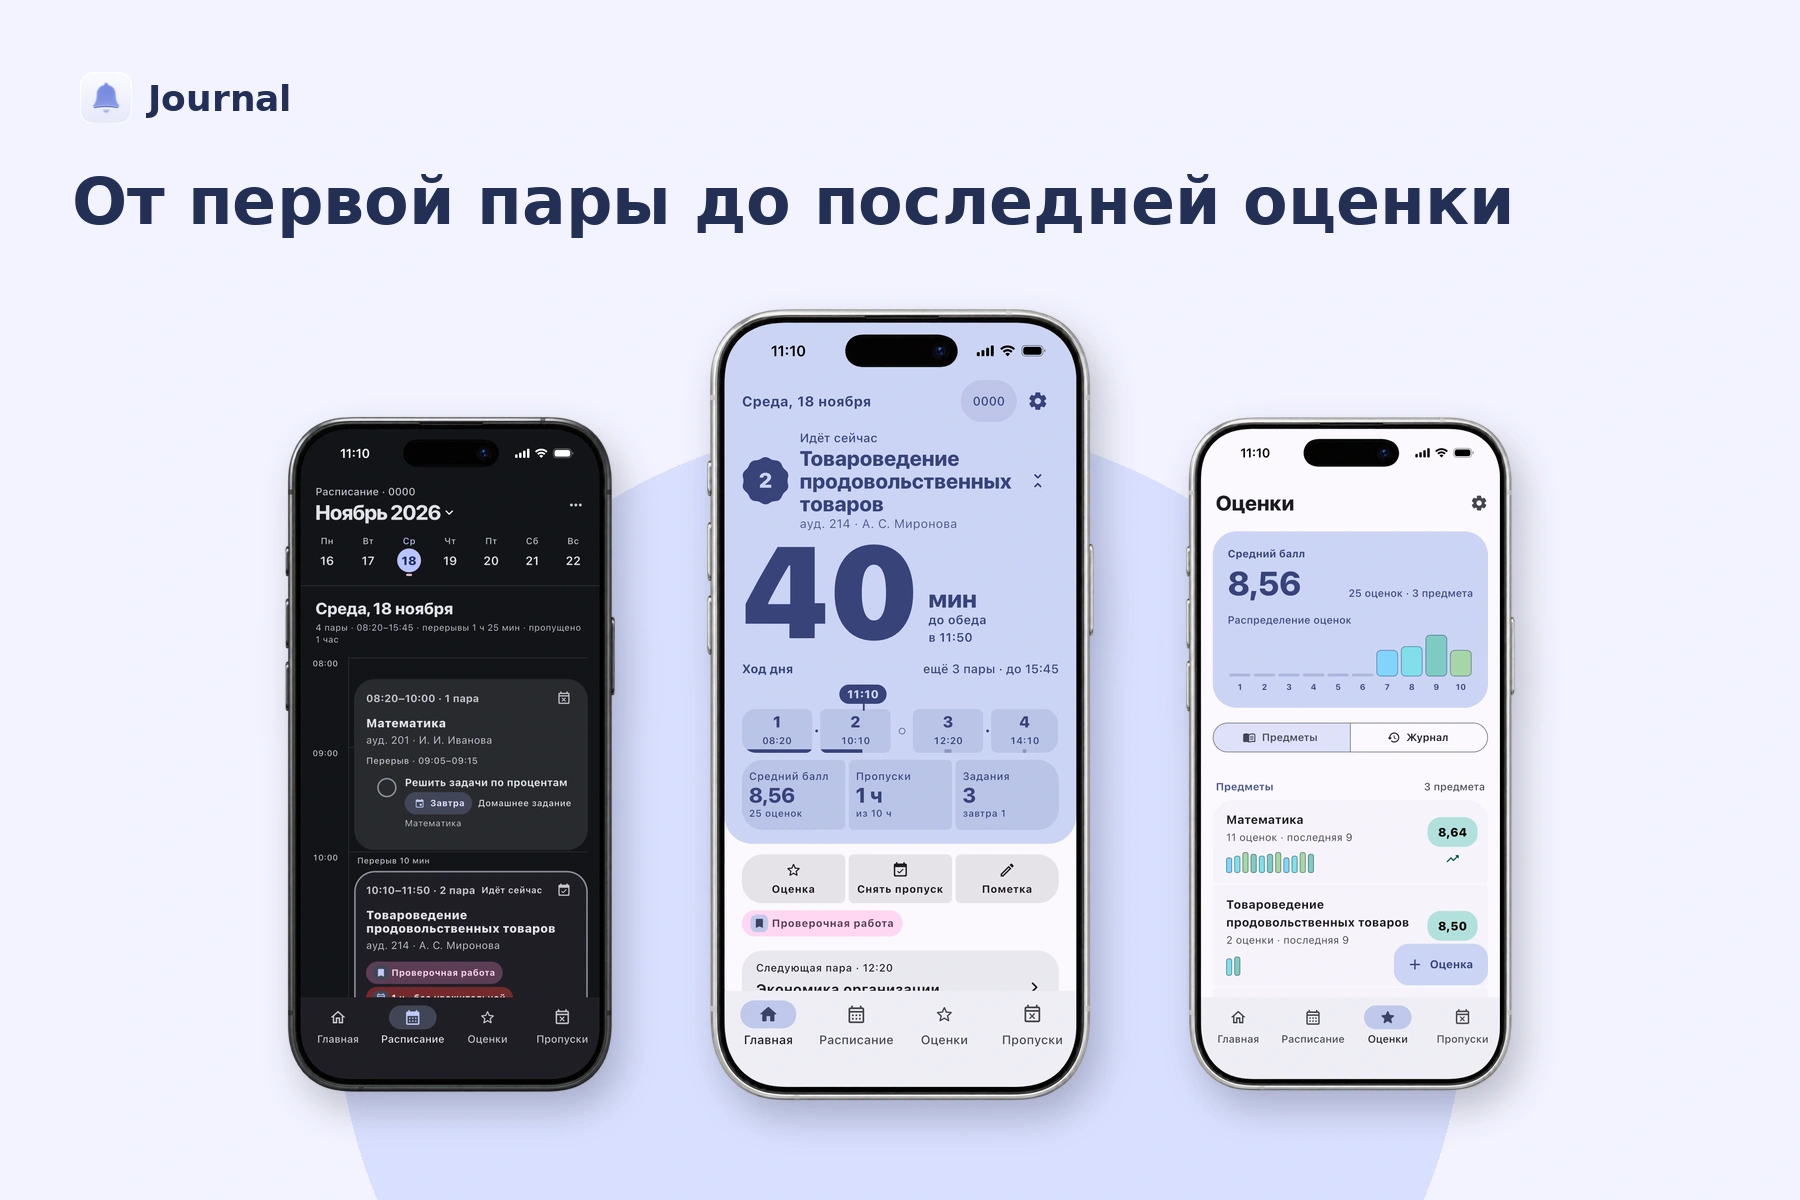 Journal
От первой пары до последней оценки
11:10
Расписание · 0000
Ноябрь 2026
Пн Вт Ср Чт Пт Сб Вс
16 17 18 19 20 21 22
Среда, 18 ноября
4 пары · 08:20–15:45 · перерывы 1 ч 25 мин · пропущено
1 час
08:00
08:20–10:00 · 1 пара
Математика
ауд. 201 · И. И. Иванова
09:00
Перерыв · 09:05–09:15
Решить задачи по процентам
Завтра Домашнее задание
Математика
10:00
Перерыв 10 мин
10:10–11:50 · 2 пара Идёт сейчас
Товароведение
продовольственных товаров
ауд. 214 · А. С. Миронова
Проверочная работа
Главная Расписание Оценки Пропуски
11:10
Среда, 18 ноября 0000
Идёт сейчас
2
Товароведение
продовольственных
товаров
ауд. 214 · А. С. Миронова
40 мин
до обеда
в 11:50
Ход дня ещё 3 пары · до 15:45
11:10
1 2 3 4
08:20 10:10 12:20 14:10
Средний балл Пропуски Задания
8,56 1 ч 3
25 оценок из 10 ч завтра 1
Оценка Снять пропуск Пометка
Проверочная работа
Следующая пара · 12:20
Экономика организации
Главная Расписание Оценки Пропуски
11:10
Оценки
Средний балл
8,56 25 оценок · 3 предмета
Распределение оценок
1 2 3 4 5 6 7 8 9 10
Предметы Журнал
Предметы 3 предмета
Математика
11 оценок · последняя 9
8,64
Товароведение
продовольственных товаров
2 оценки · последняя 9
8,50
+ Оценка
Главная Расписание Оценки Пропуски